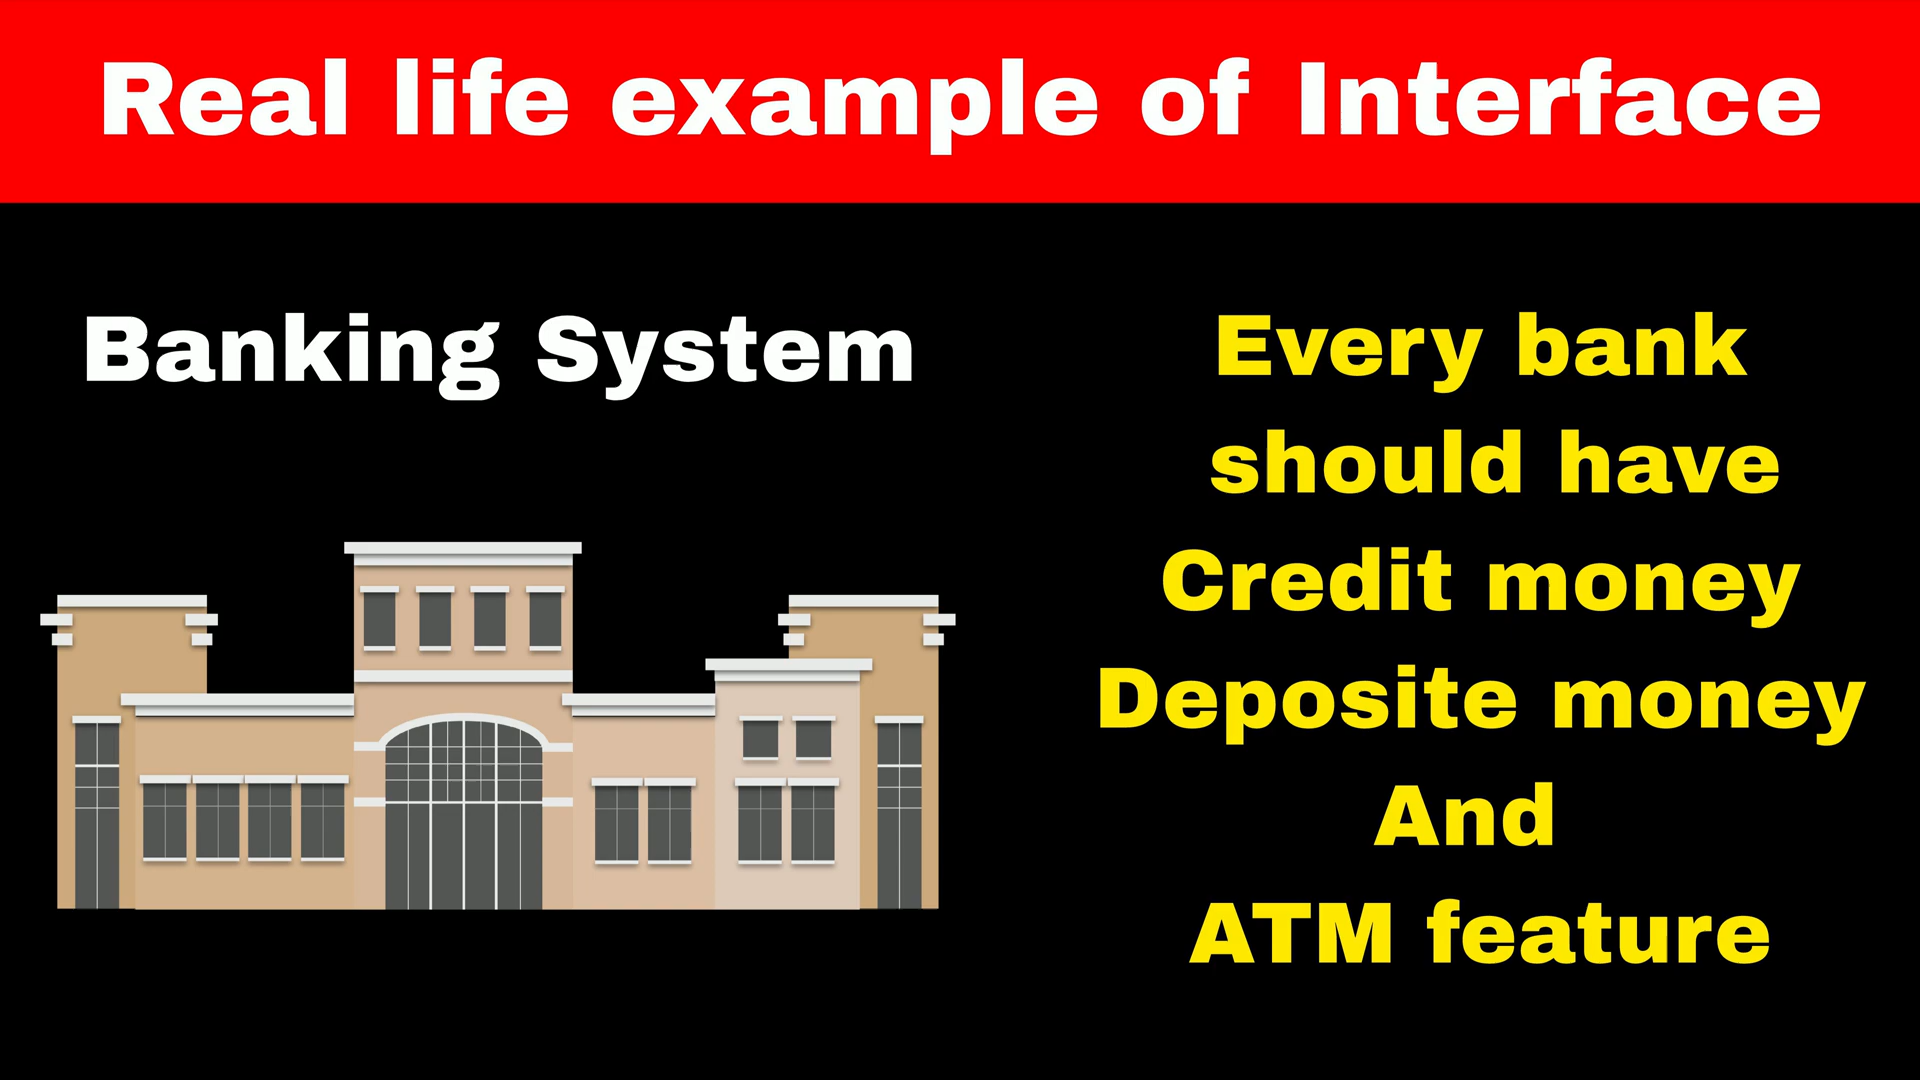 Real life example of Interface
Banking System
Every bank
should have
Credit money
Deposite money
And
ATM feature